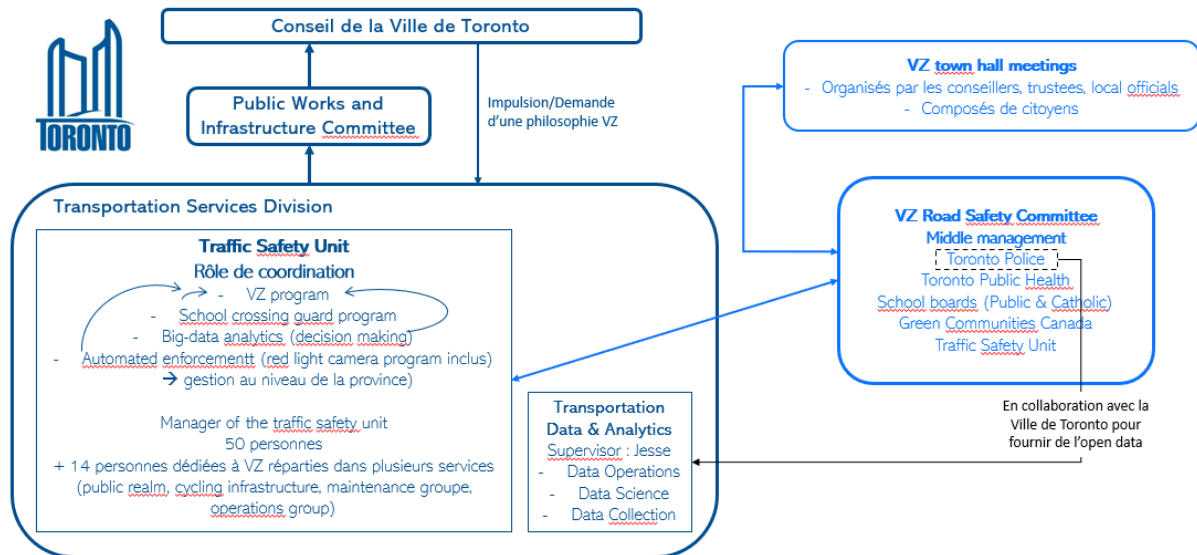 Conseil de la Ville de Toronto
TORONTO
Public Works and
Infrastructure Committee
Impulsion/Demande
d'une philosophie VZ
VZ town hall meetings
- Organisés par les conseillers, trustees, local officials
- Composés de citoyens
Transportation Services Division
Traffic Safety Unit
Rôle de coordination
- VZ program
- School crossing guard program
- Big-data analytics (decision making)
- Automated enforcementt (red light camera program inclus)
→ gestion au niveau de la province)
Manager of the traffic safety unit
50 personnes
+ 14 personnes dédiées à VZ réparties dans plusieurs services
(public realm, cycling infrastructure, maintenance groupe,
operations group)
Transportation
Data & Analytics
Supervisor : Jesse
- Data Operations
- Data Science
- Data Collection
VZ Road Safety Committee
Middle management
Toronto Police
Toronto Public Health
School boards (Public & Catholic)
Green Communities Canada
Traffic Safety Unit
En collaboration avec la
Ville de Toronto pour
fournir de l'open data